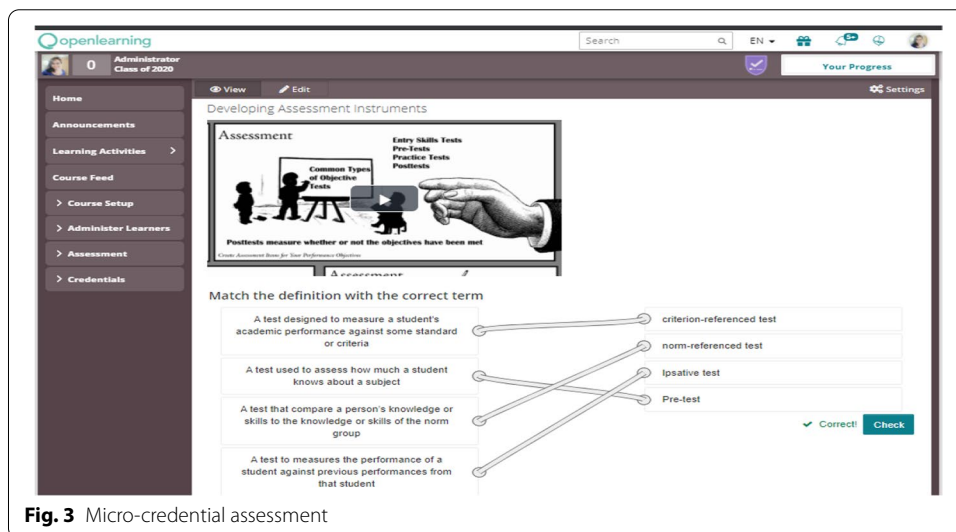 openlearning
Search
EN
5+
0
Administrator
Class of 2020
Your Progress
Home
Announcements
Learning Activities >
Course Feed
> Course Setup
> Administer Learners
> Assessment
> Credentials
View
Edit
Settings
Developing Assessment Instruments
Assessment
Entry Skills Tests
Pre-Tests
Practice Tests
Posttests
Common Types
of Objective
Tests
Posttests measure whether or not the objectives have been met
Create Assessment Items for Your Performance Objectives
Assessment
Match the definition with the correct term
A test designed to measure a student's
academic performance against some standard
or criteria
A test used to assess how much a student
knows about a subject
A test that compare a person's knowledge or
skills to the knowledge or skills of the norm
group
A test to measures the performance of a
student against previous performances from
that student
criterion-referenced test
norm-referenced test
Ipsative test
Pre-test
✓ Correct!
Check
Fig. 3 Micro-credential assessment